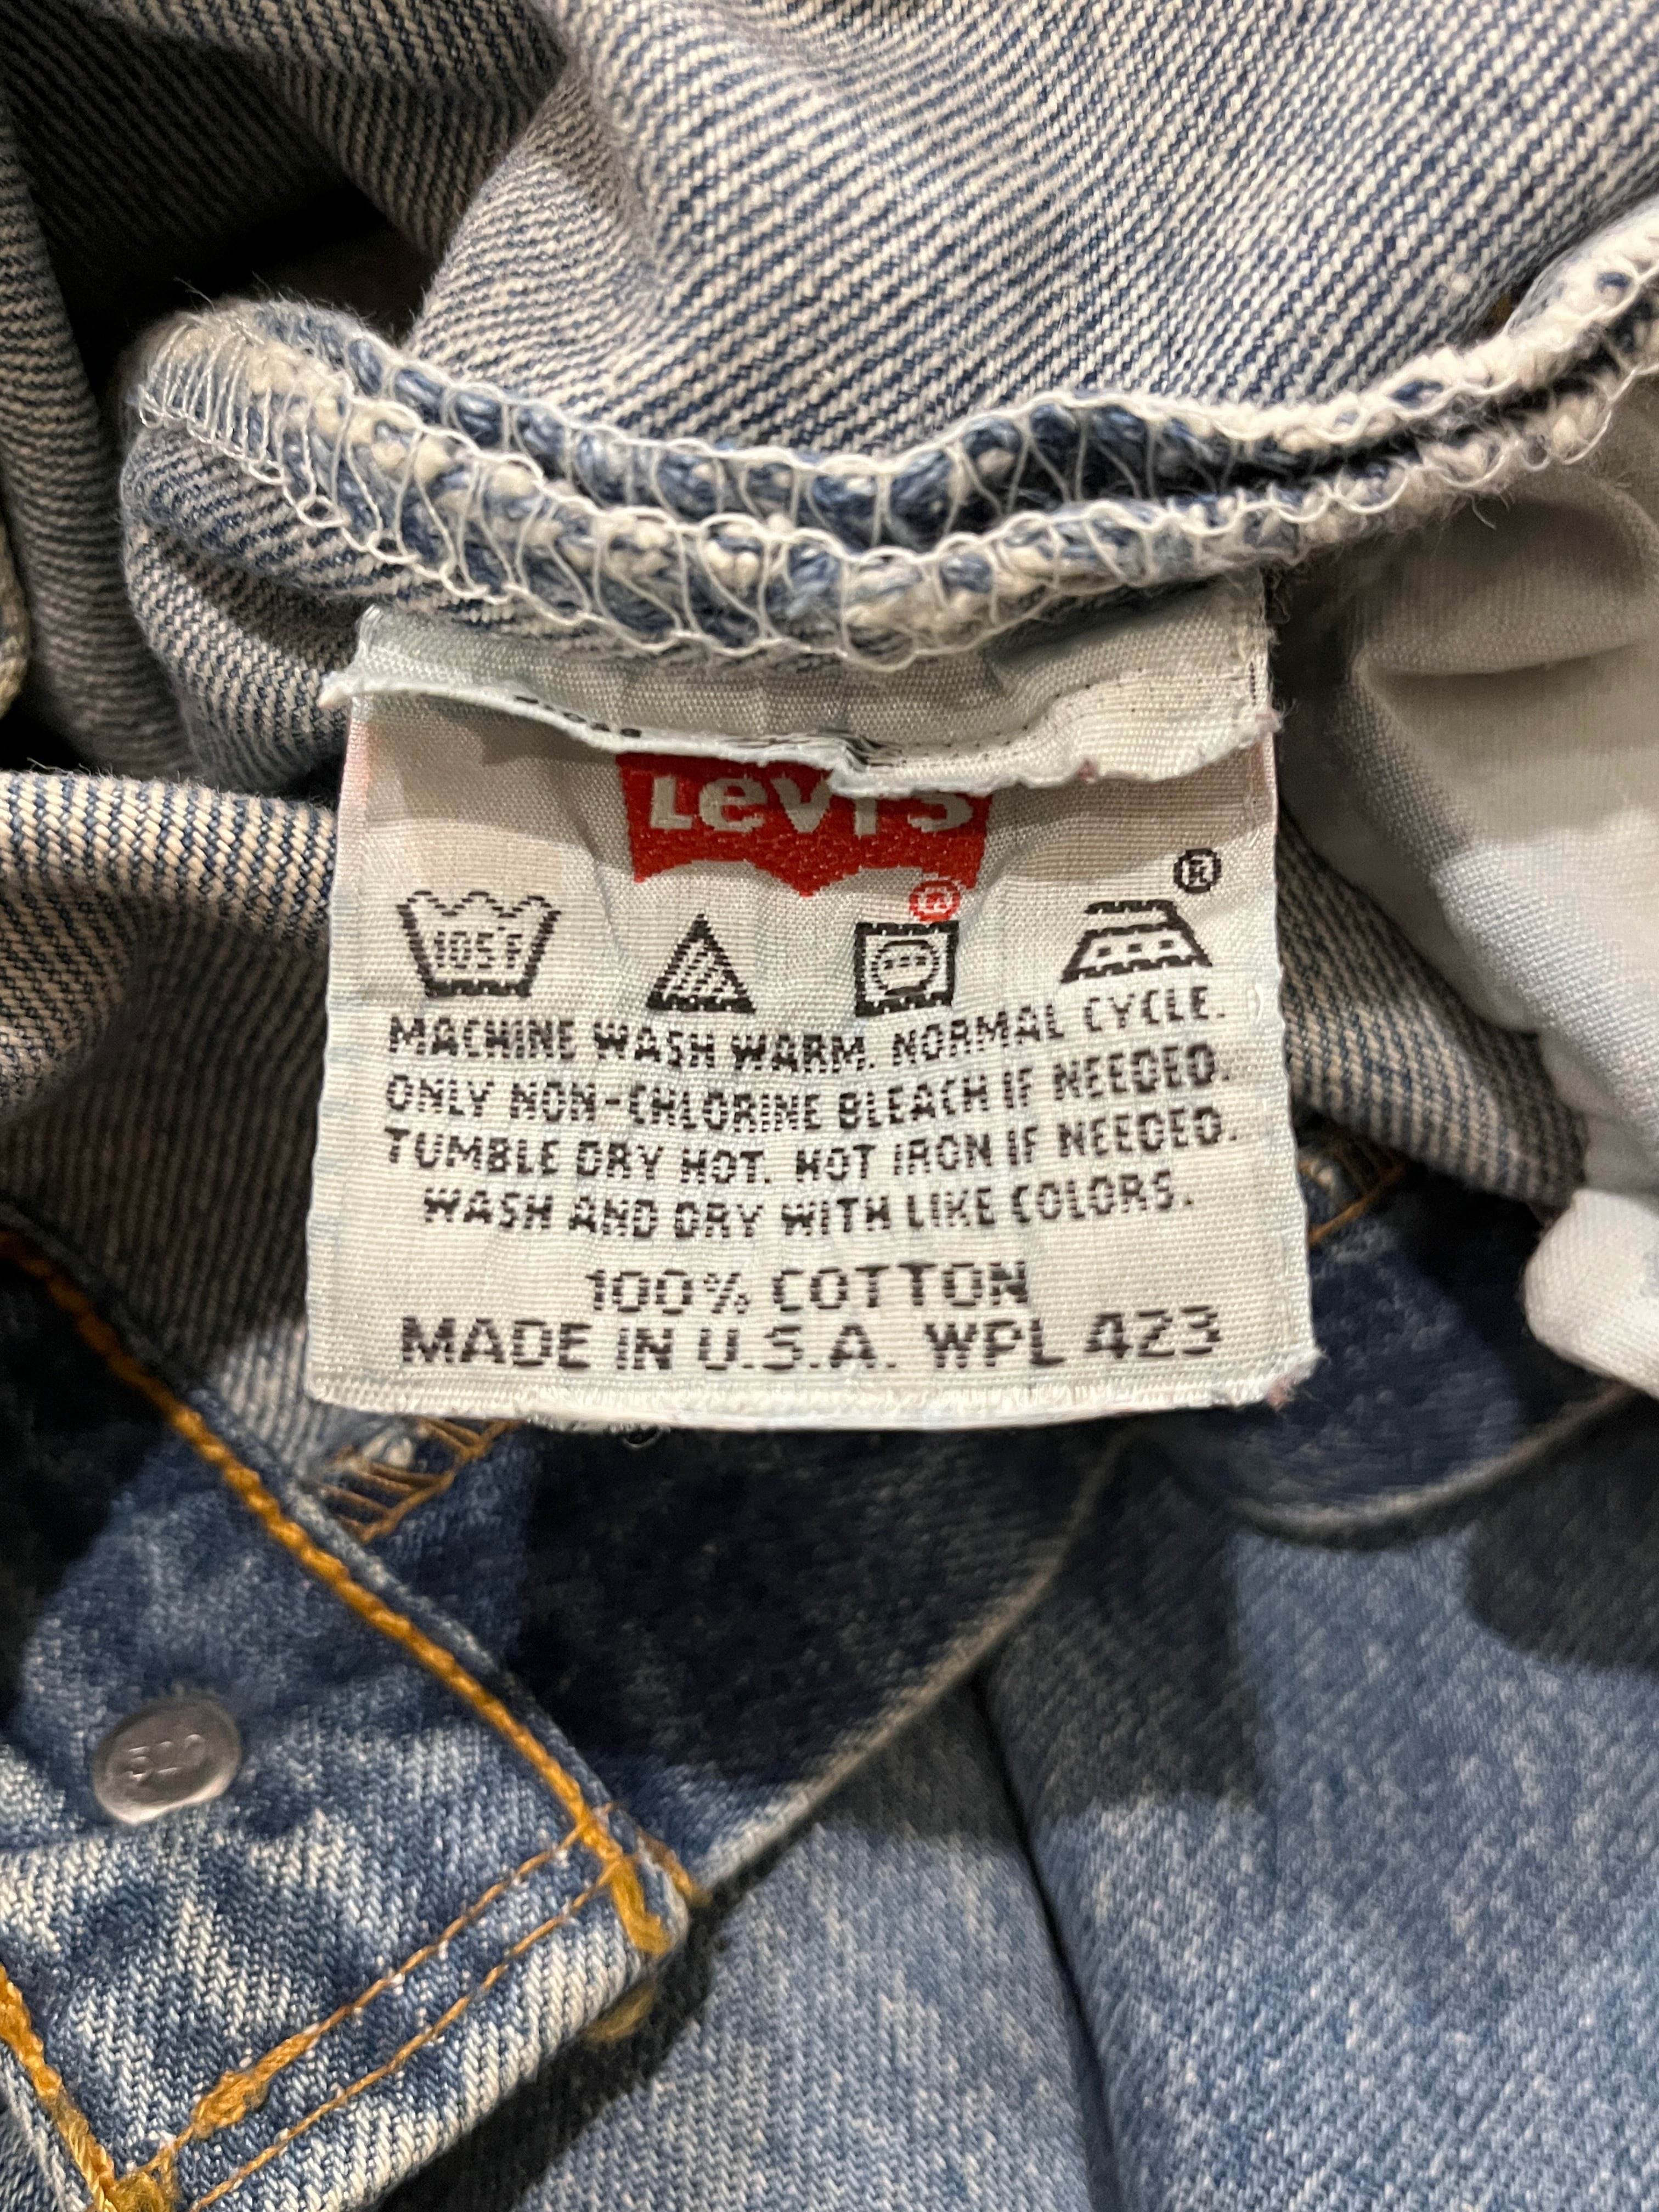 Levi's
®
®
105°F
MACHINE WASH WARM. NORMAL CYCLE.
ONLY NON-CHLORINE BLEACH IF NEEDED.
TUMBLE DRY HOT. HOT IRON IF NEEDED.
WASH AND DRY WITH LIKE COLORS.
100% COTTON
MADE IN U.S.A. WPL 423